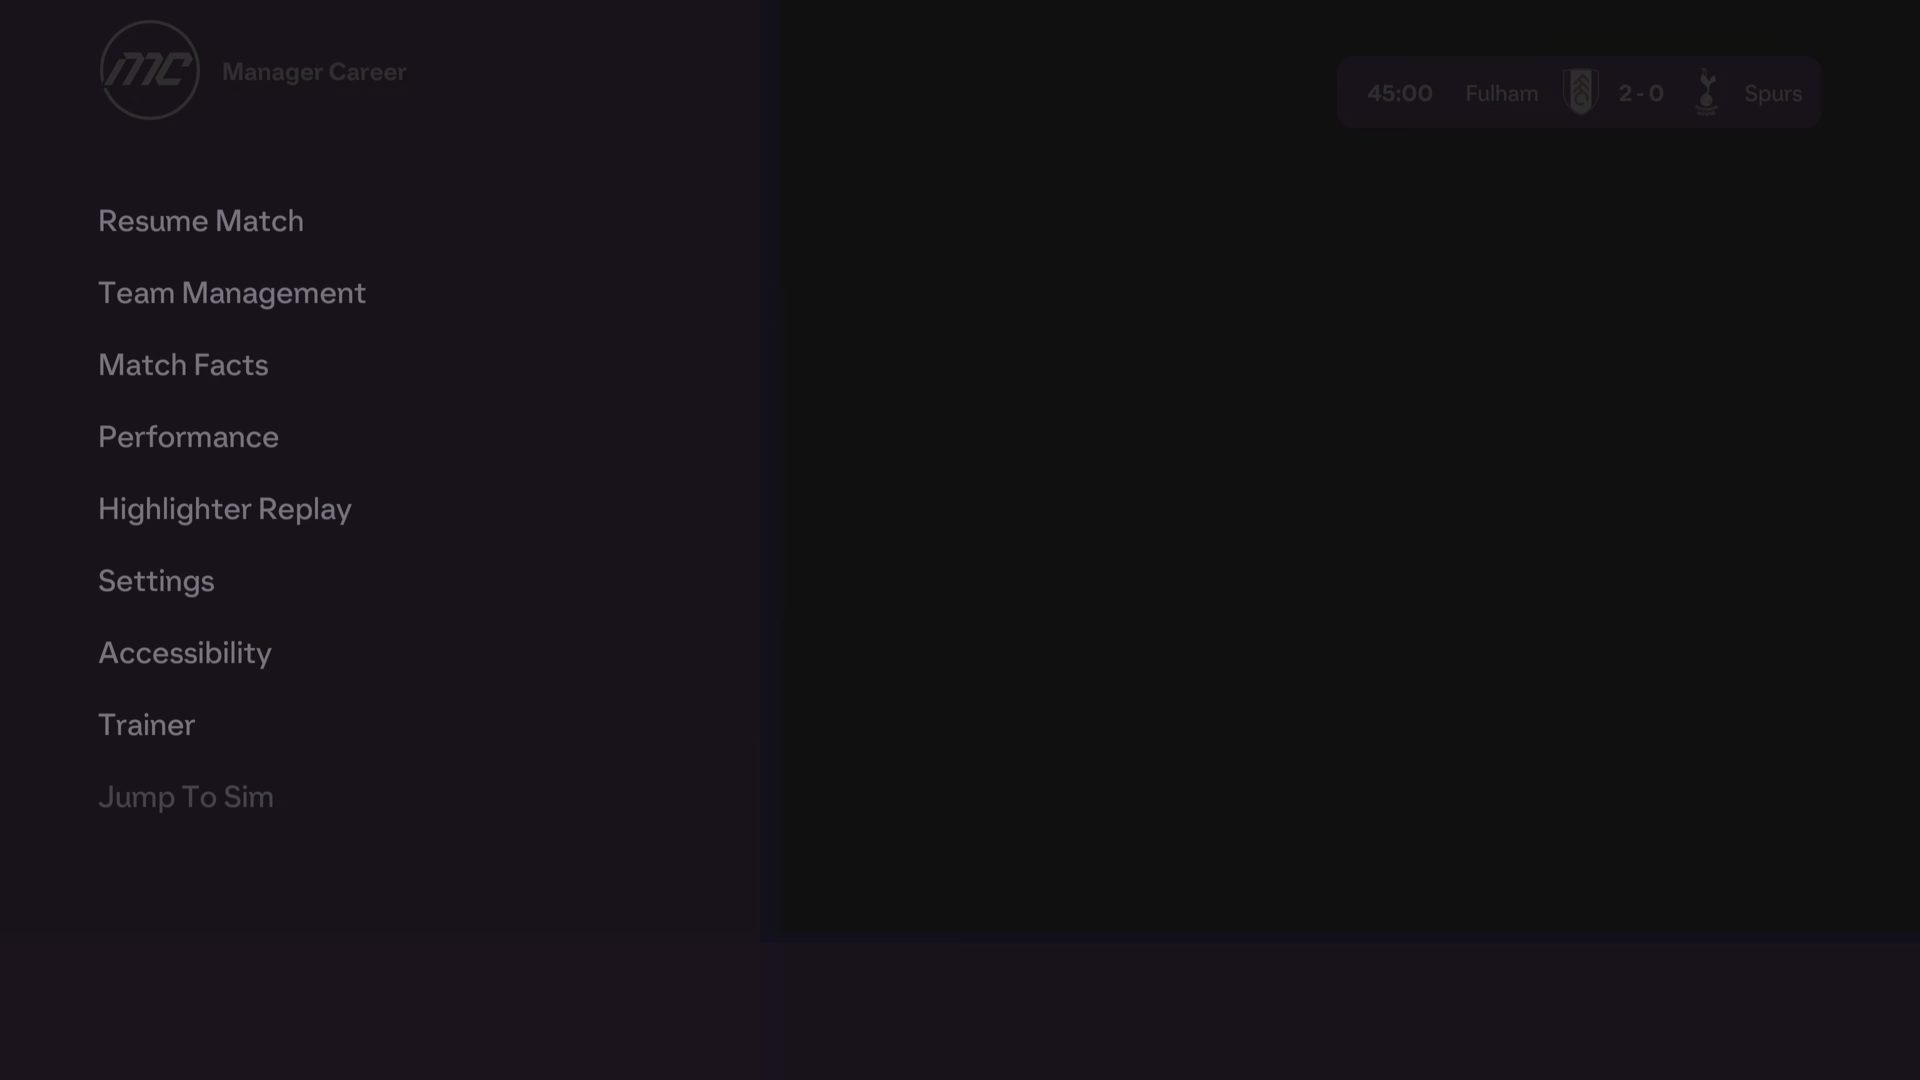 MC Manager Career
45:00 Fulham 2 - 0 Spurs
Resume Match
Team Management
Match Facts
Performance
Highlighter Replay
Settings
Accessibility
Trainer
Jump To Sim